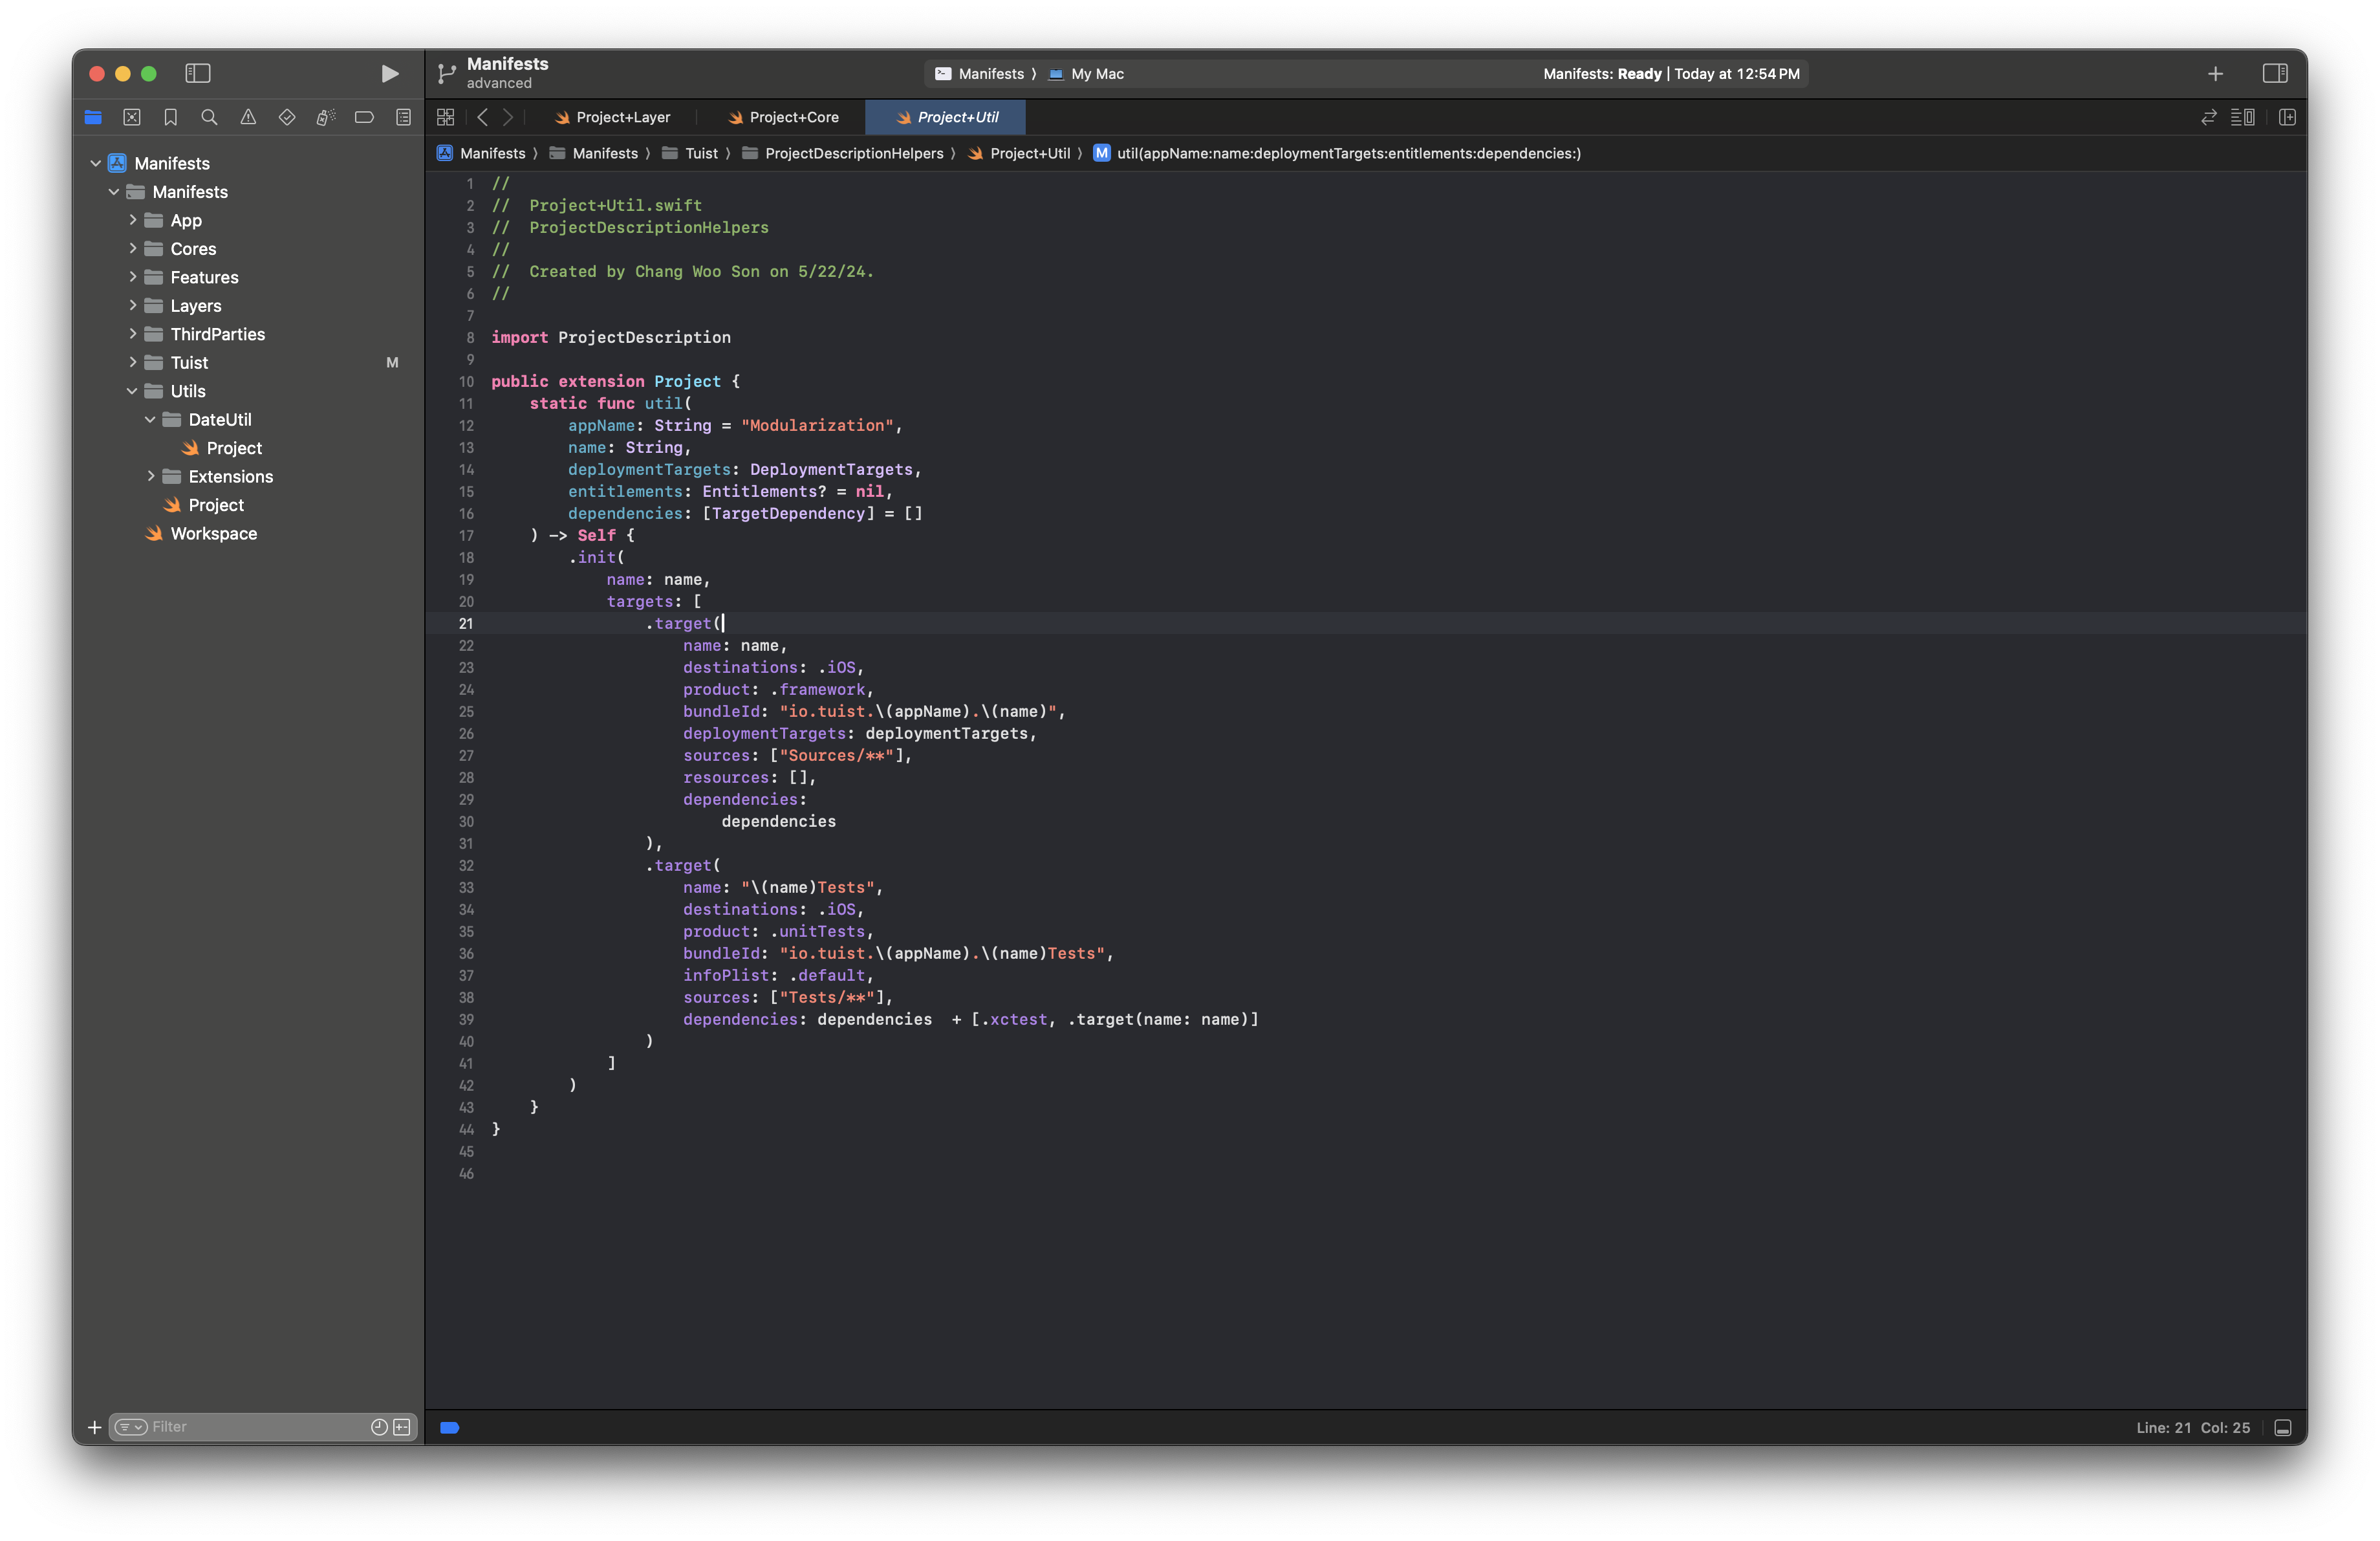 Manifests
advanced
Manifests 〉 My Mac
Manifests: Ready | Today at 12:54 PM
Project+Layer
Project+Core
Project+Util
Manifests 〉 Manifests 〉 Tuist 〉 ProjectDescriptionHelpers 〉 Project+Util 〉 M util(appName:name:deploymentTargets:entitlements:dependencies:)
Manifests
Manifests
App
Cores
Features
Layers
ThirdParties
Tuist M
Utils
DateUtil
Project
Extensions
Project
Workspace
Filter
1 //
2 //  Project+Util.swift
3 //  ProjectDescriptionHelpers
4 //
5 //  Created by Chang Woo Son on 5/22/24.
6 //
7
8 import ProjectDescription
9
10 public extension Project {
11     static func util(
12         appName: String = "Modularization",
13         name: String,
14         deploymentTargets: DeploymentTargets,
15         entitlements: Entitlements? = nil,
16         dependencies: [TargetDependency] = []
17     ) -> Self {
18         .init(
19             name: name,
20             targets: [
21                 .target(
22                     name: name,
23                     destinations: .iOS,
24                     product: .framework,
25                     bundleId: "io.tuist.\(appName).\(name)",
26                     deploymentTargets: deploymentTargets,
27                     sources: ["Sources/**"],
28                     resources: [],
29                     dependencies:
30                         dependencies
31                 ),
32                 .target(
33                     name: "\(name)Tests",
34                     destinations: .iOS,
35                     product: .unitTests,
36                     bundleId: "io.tuist.\(appName).\(name)Tests",
37                     infoPlist: .default,
38                     sources: ["Tests/**"],
39                     dependencies: dependencies  + [.xctest, .target(name: name)]
40                 )
41             ]
42         )
43     }
44 }
45
46
Line: 21  Col: 25